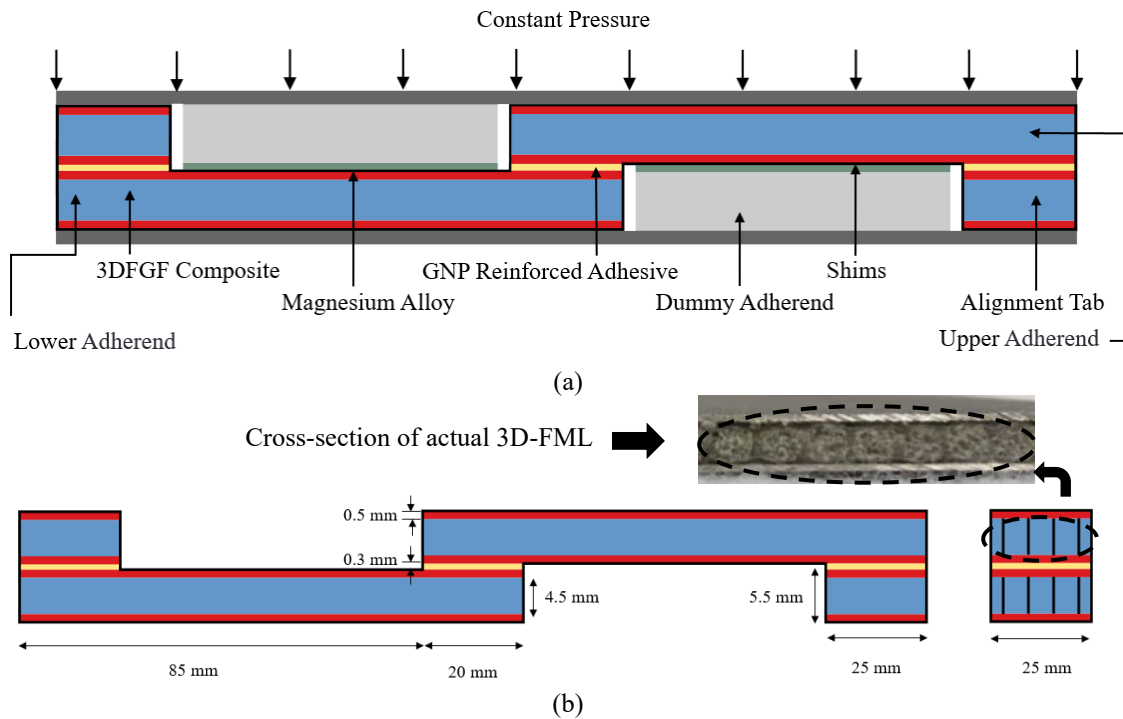 Constant Pressure
3DFGF Composite
GNP Reinforced Adhesive
Shims
Magnesium Alloy
Dummy Adherend
Alignment Tab
Lower Adherend
Upper Adherend
(a)
Cross-section of actual 3D-FML
0.5 mm
0.3 mm
4.5 mm
5.5 mm
85 mm
20 mm
25 mm
25 mm
(b)